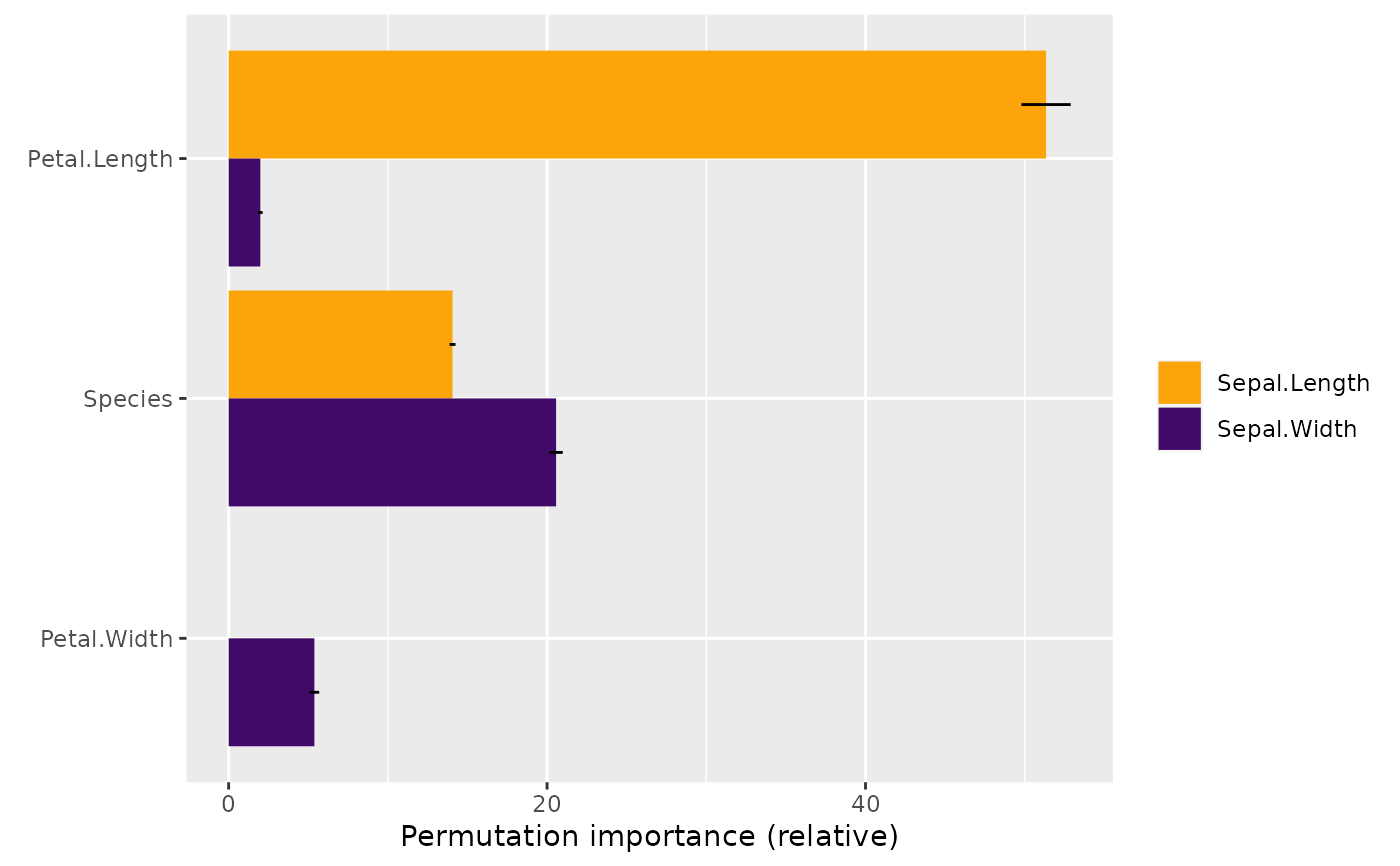 Petal.Length
Species
Petal.Width
0 20 40
Permutation importance (relative)
Sepal.Length
Sepal.Width